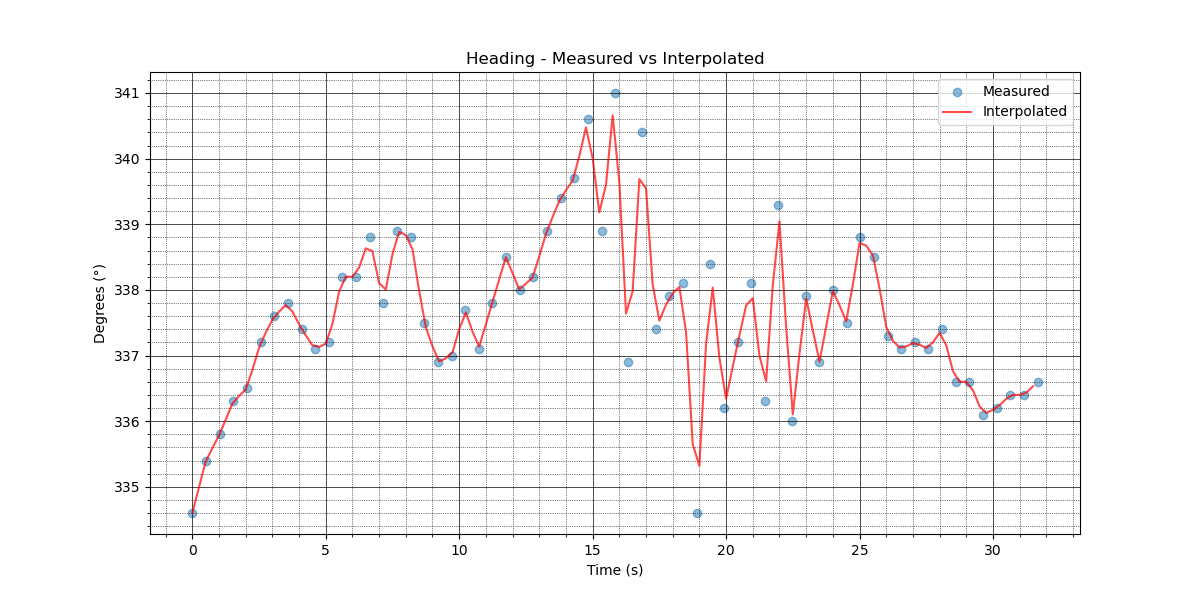 Heading - Measured vs Interpolated
Measured
Interpolated
Degrees (°)
341
340
339
338
337
336
335
0 5 10 15 20 25 30
Time (s)